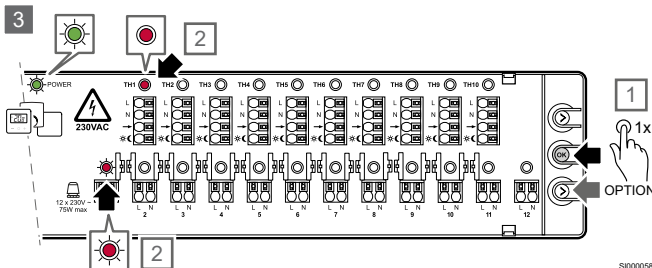 3
2
POWER
TH1 TH2 TH3 TH4 TH5 TH6 TH7 TH8 TH9 TH10
L
N
230VAC
1
1x
OK
OPTION
12 x 230V ~
75W max
L N L N L N L N L N L N L N L N L N L N L N
2 3 4 5 6 7 8 9 10 11 12
2
SI000058